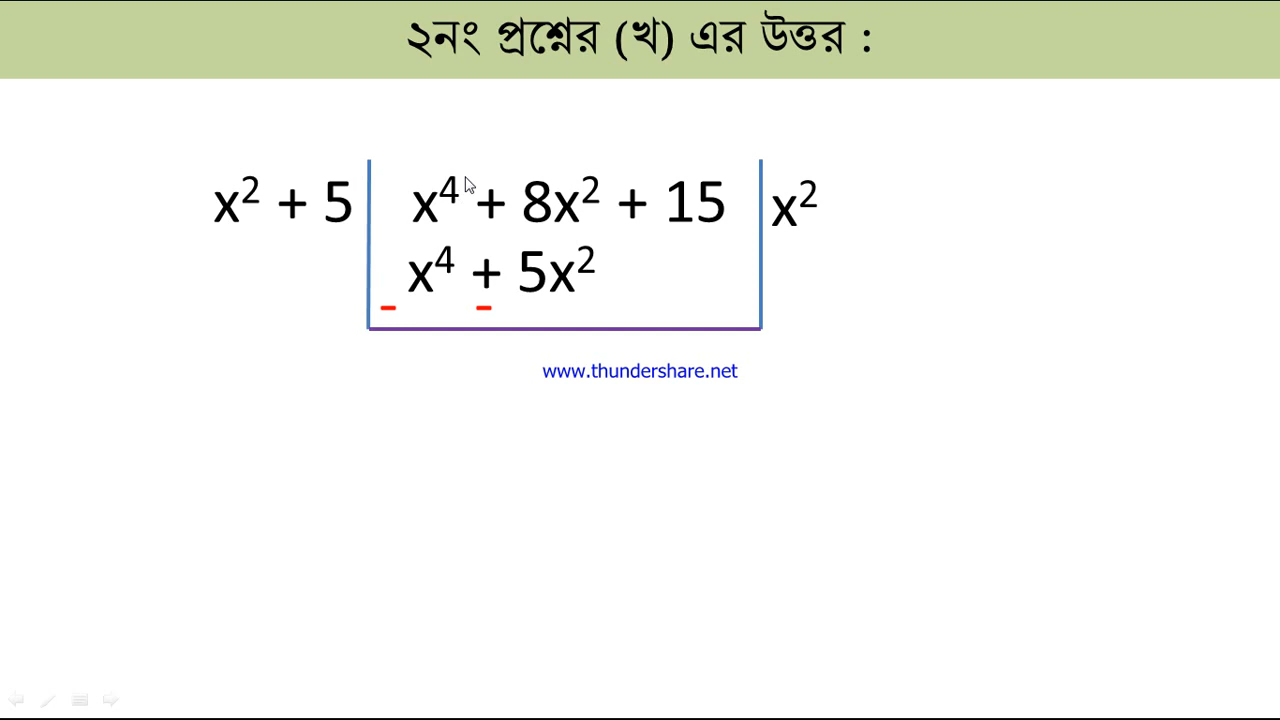 ২নং প্রশ্নের (খ) এর উত্তর :
x² + 5 x⁴ + 8x² + 15 x²
x⁴ + 5x²
- -
www.thundershare.net